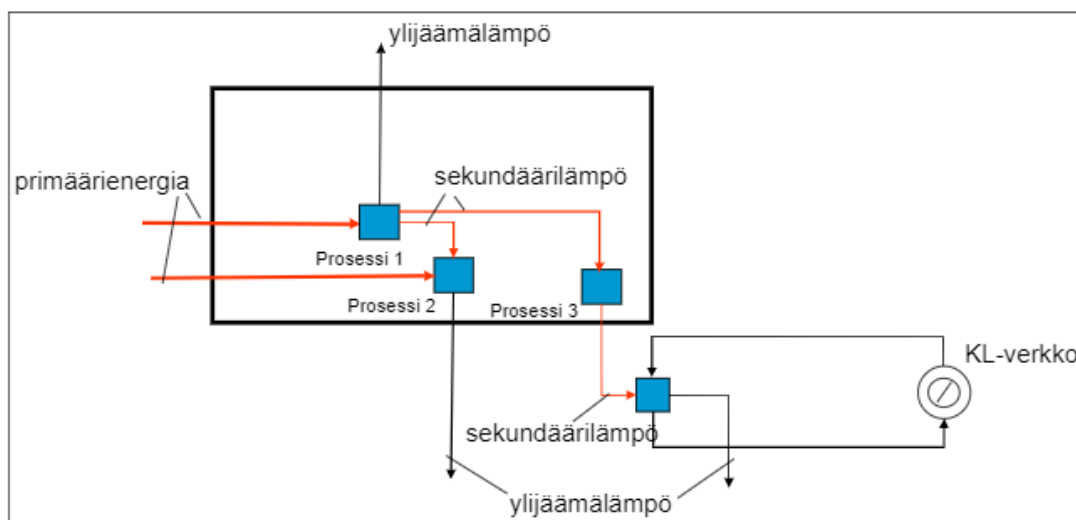 ylijäämälämpö
primäärienergia
sekundäärilämpö
Prosessi 1
Prosessi 2
Prosessi 3
KL-verkko
sekundäärilämpö
ylijäämälämpö